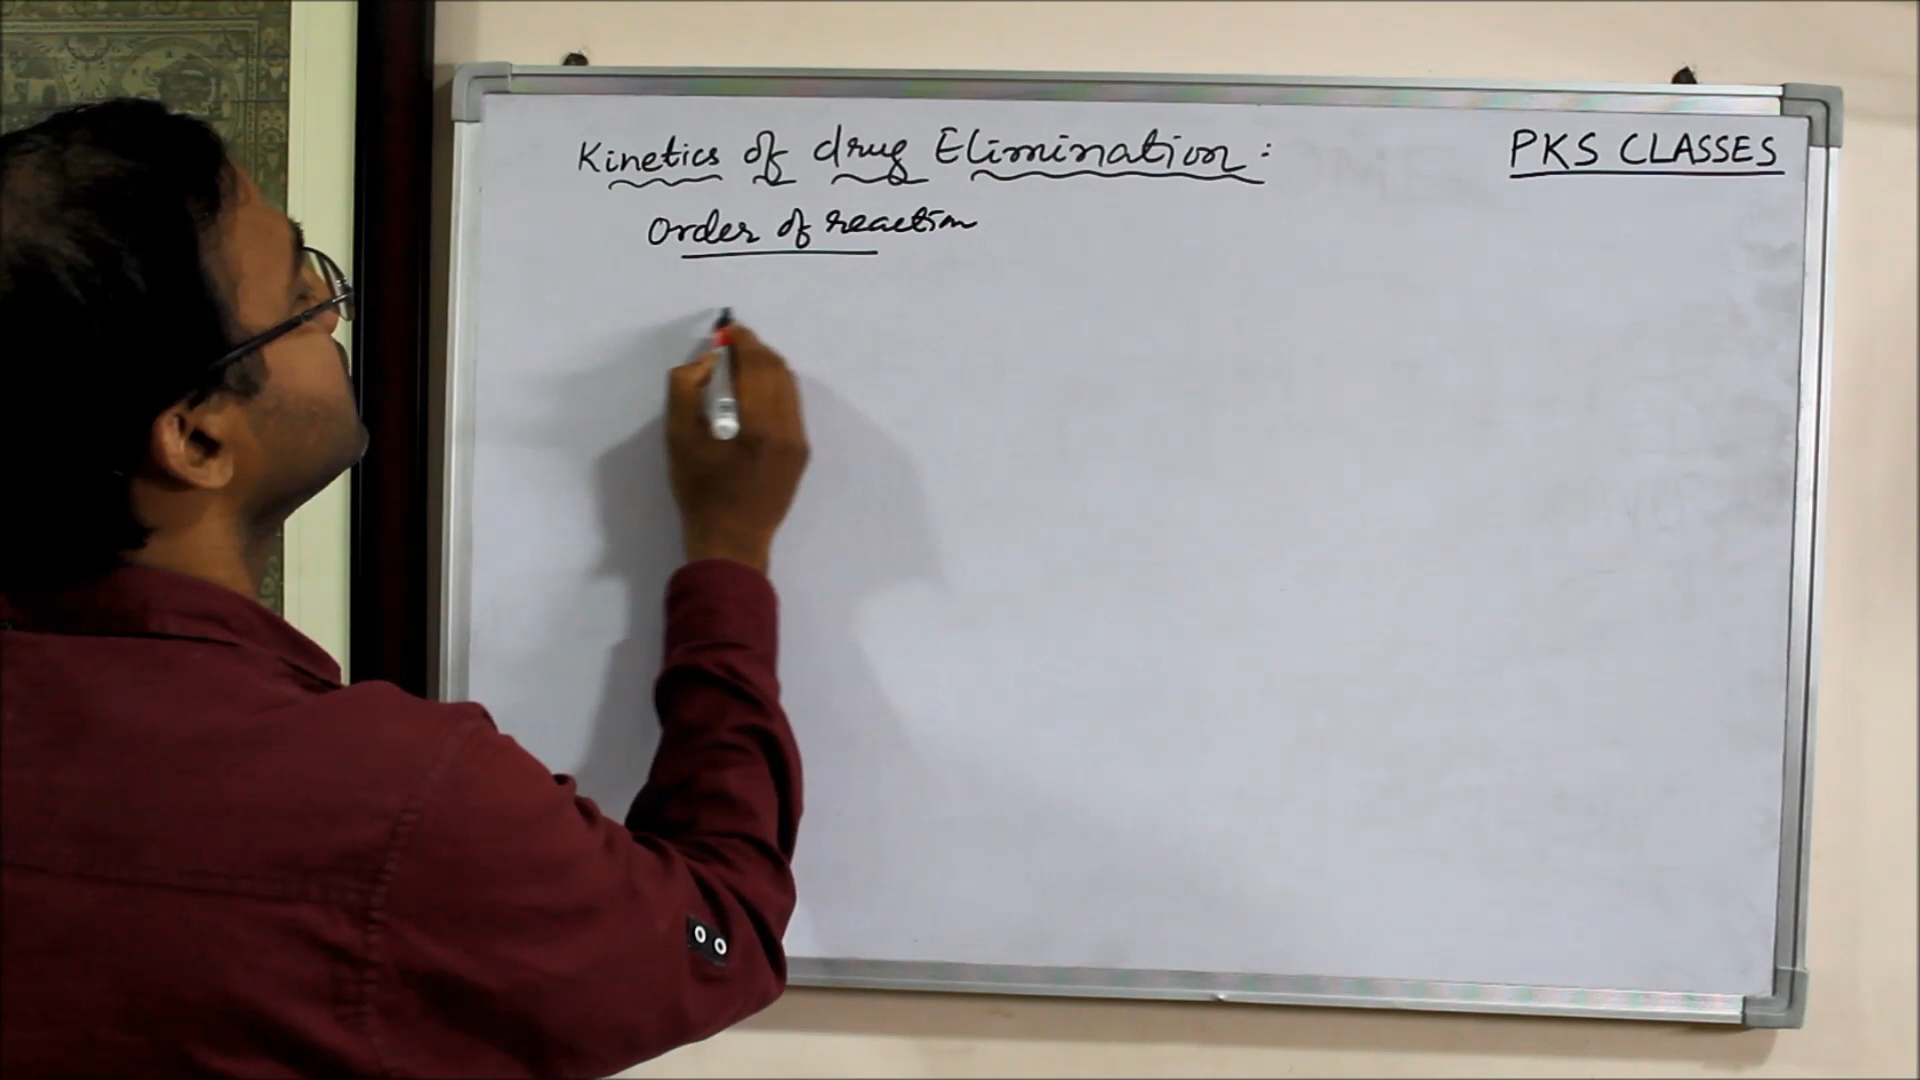 Kinetics of drug Elimination:
PKS CLASSES
Order of reaction